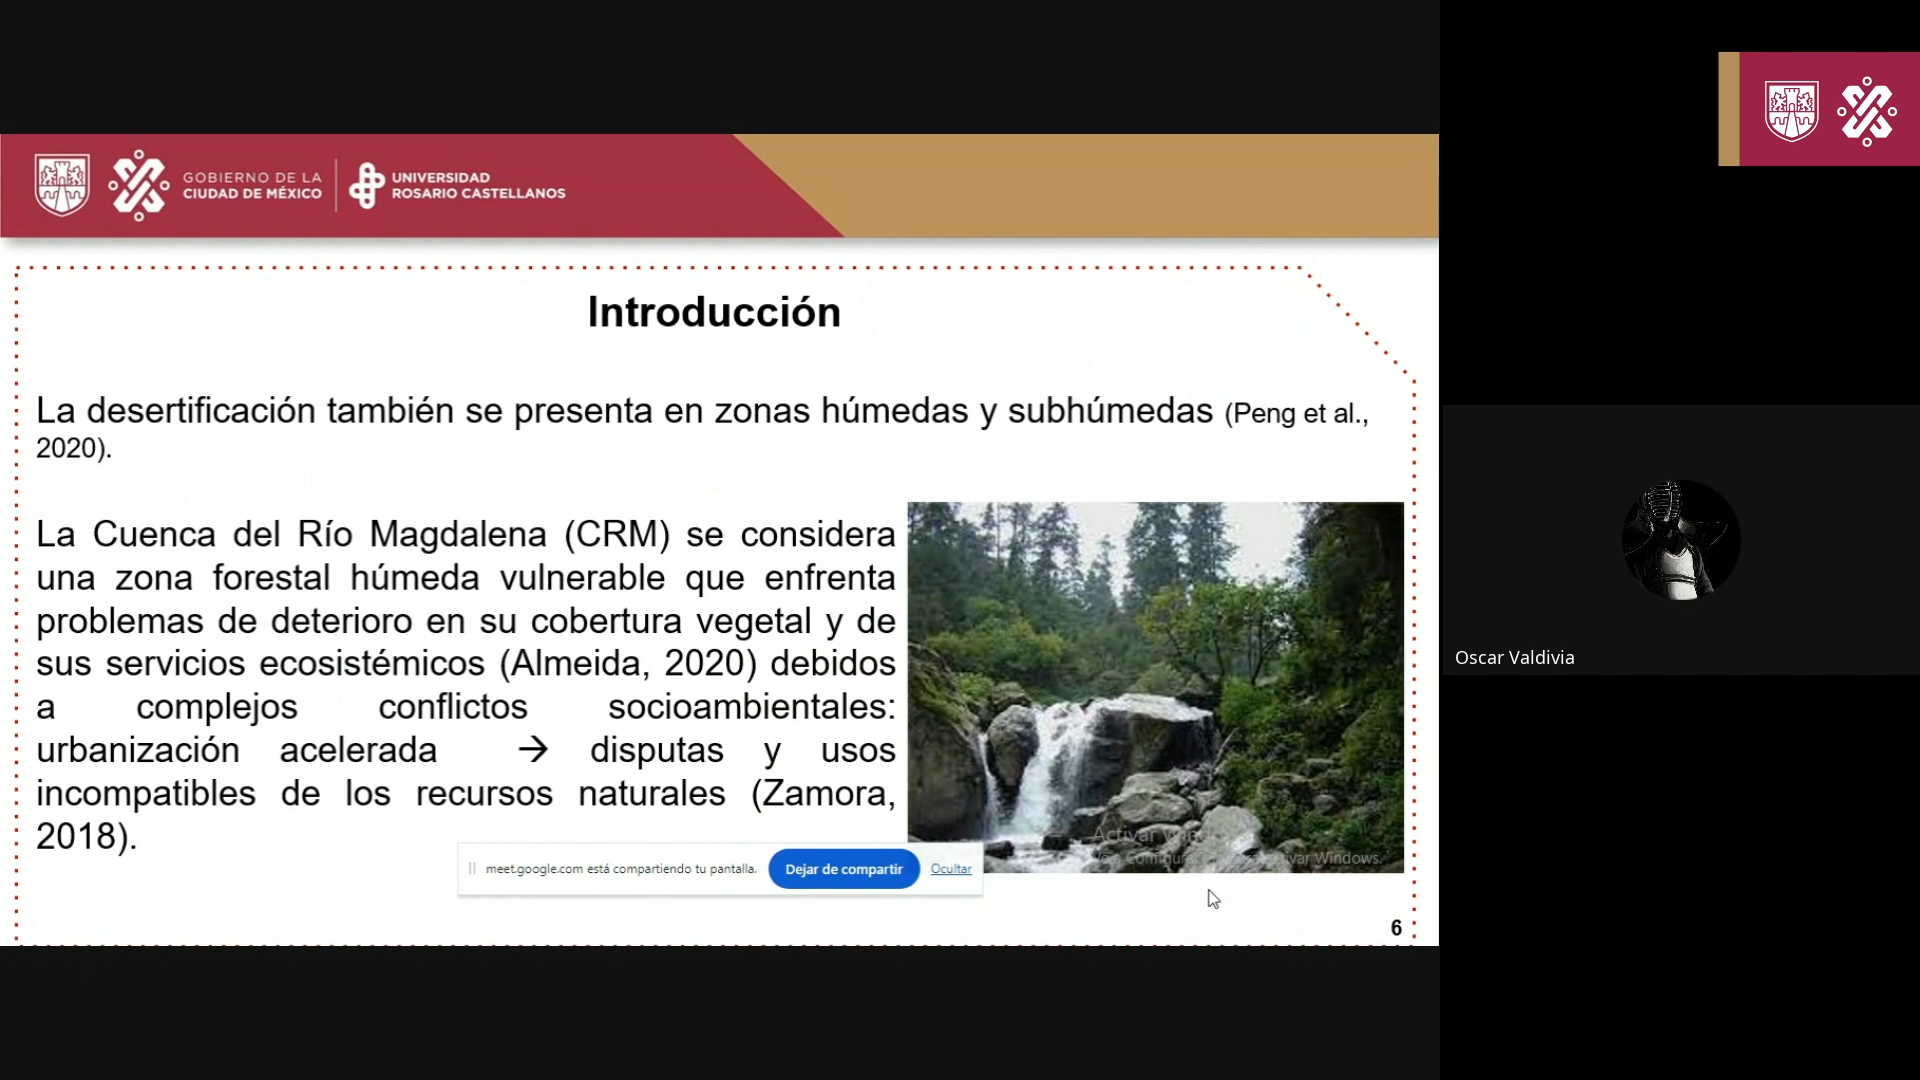 GOBIERNO DE LA
CIUDAD DE MÉXICO
UNIVERSIDAD
ROSARIO CASTELLANOS
Introducción
La desertificación también se presenta en zonas húmedas y subhúmedas (Peng et al.,
2020).
La Cuenca del Río Magdalena (CRM) se considera
una zona forestal húmeda vulnerable que enfrenta
problemas de deterioro en su cobertura vegetal y de
sus servicios ecosistémicos (Almeida, 2020) debidos
a complejos conflictos socioambientales:
urbanización acelerada → disputas y usos
incompatibles de los recursos naturales (Zamora,
2018).
Activar
Windows.
meet.google.com está compartiendo tu pantalla.
Dejar de compartir
Ocultar
6
Oscar Valdivia